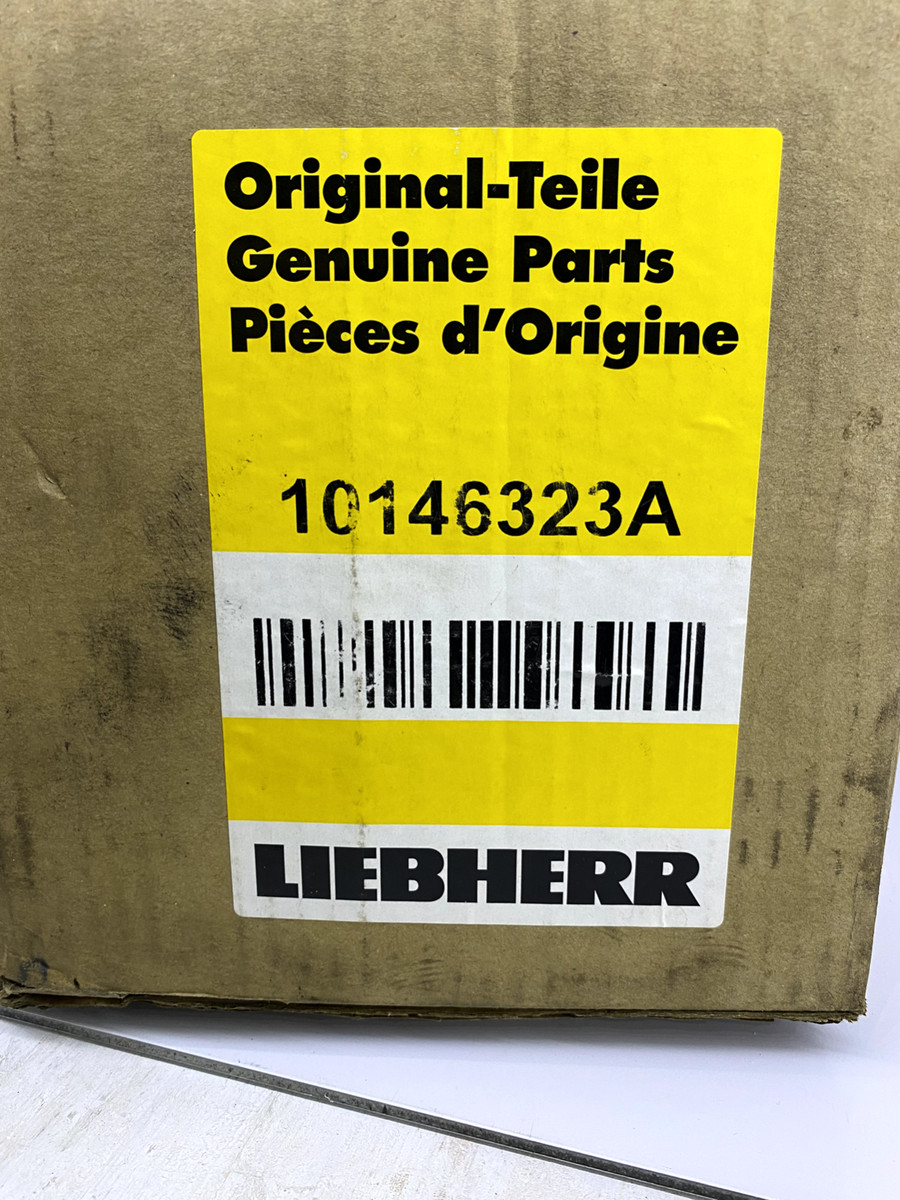 Original-Teile
Genuine Parts
Pièces d'Origine
10146323A
LIEBHERR